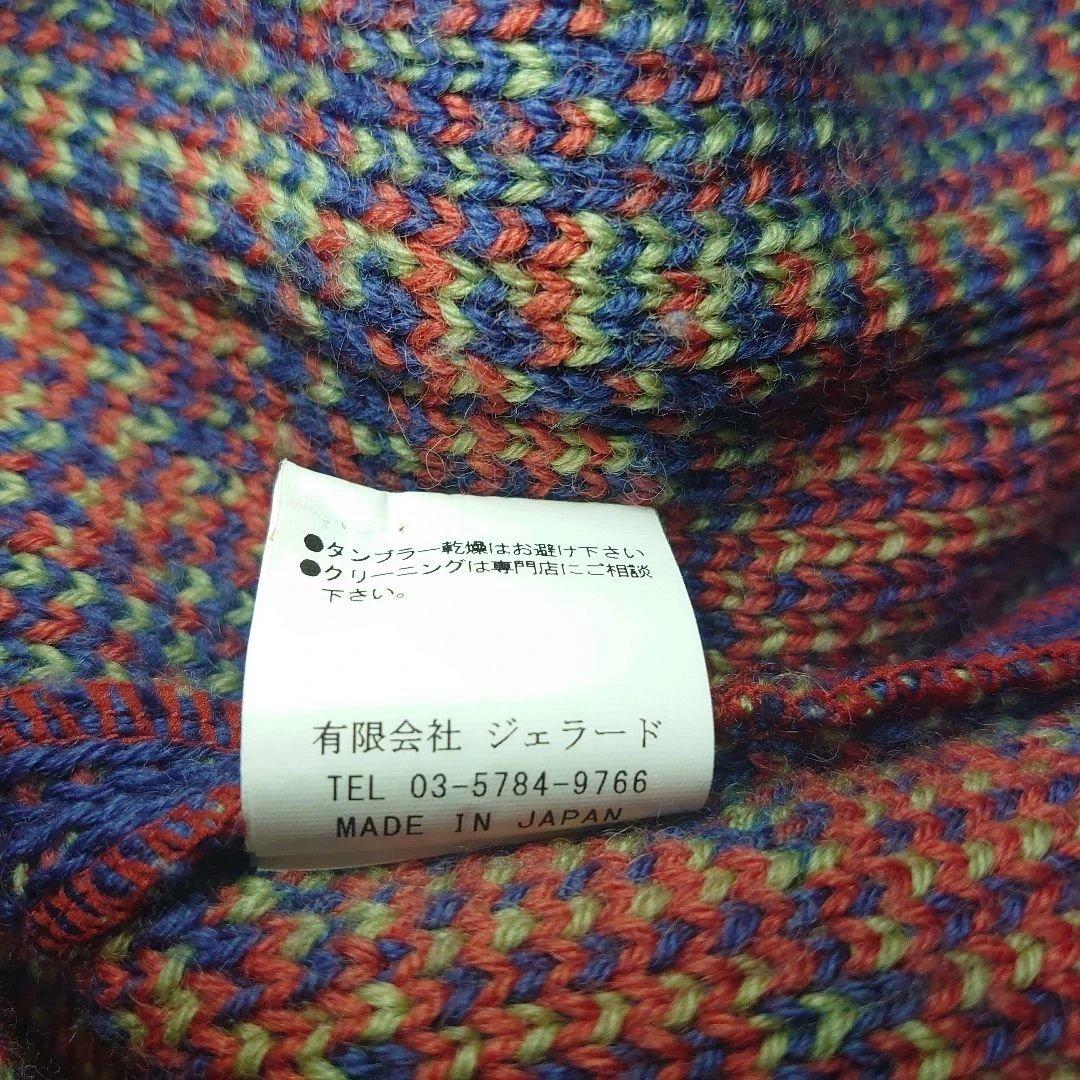 ●タンブラー乾燥はお避け下さい
●クリーニングは専門店にご相談
下さい。
有限会社 ジェラード
TEL 03-5784-9766
MADE IN JAPAN